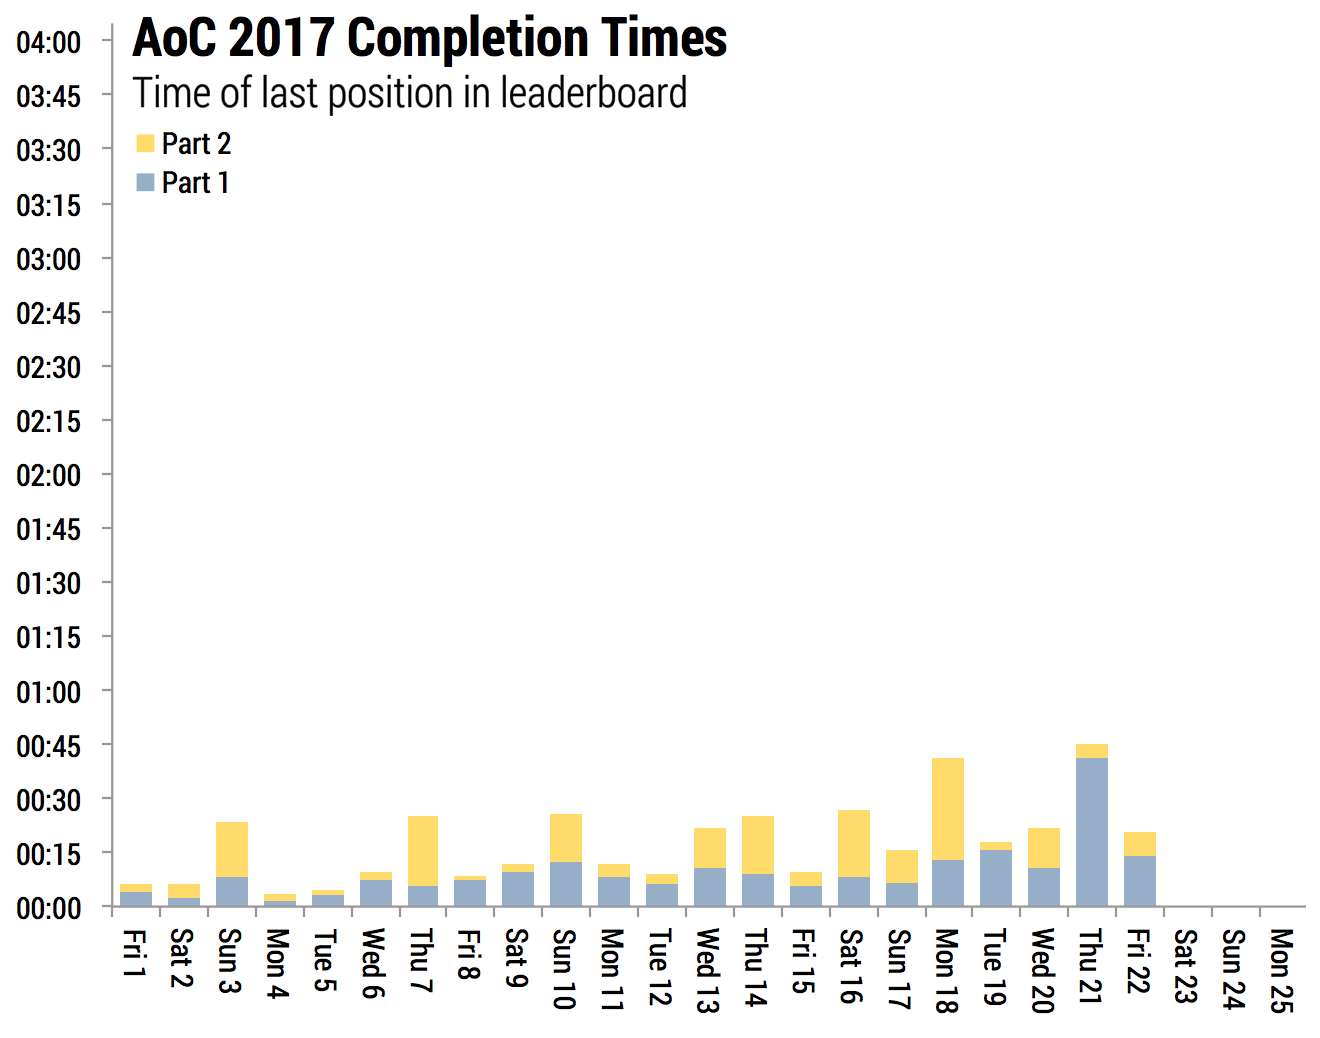 AoC 2017 Completion Times
Time of last position in leaderboard
Part 2
Part 1
04:00
03:45
03:30
03:15
03:00
02:45
02:30
02:15
02:00
01:45
01:30
01:15
01:00
00:45
00:30
00:15
00:00
Fri 1
Sat 2
Sun 3
Mon 4
Tue 5
Wed 6
Thu 7
Fri 8
Sat 9
Sun 10
Mon 11
Tue 12
Wed 13
Thu 14
Fri 15
Sat 16
Sun 17
Mon 18
Tue 19
Wed 20
Thu 21
Fri 22
Sat 23
Sun 24
Mon 25